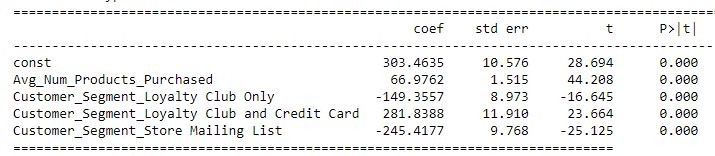 coef std err t P>|t|
const 303.4635 10.576 28.694 0.000
Avg_Num_Products_Purchased 66.9762 1.515 44.208 0.000
Customer_Segment_Loyalty Club Only -149.3557 8.973 -16.645 0.000
Customer_Segment_Loyalty Club and Credit Card 281.8388 11.910 23.664 0.000
Customer_Segment_Store Mailing List -245.4177 9.768 -25.125 0.000